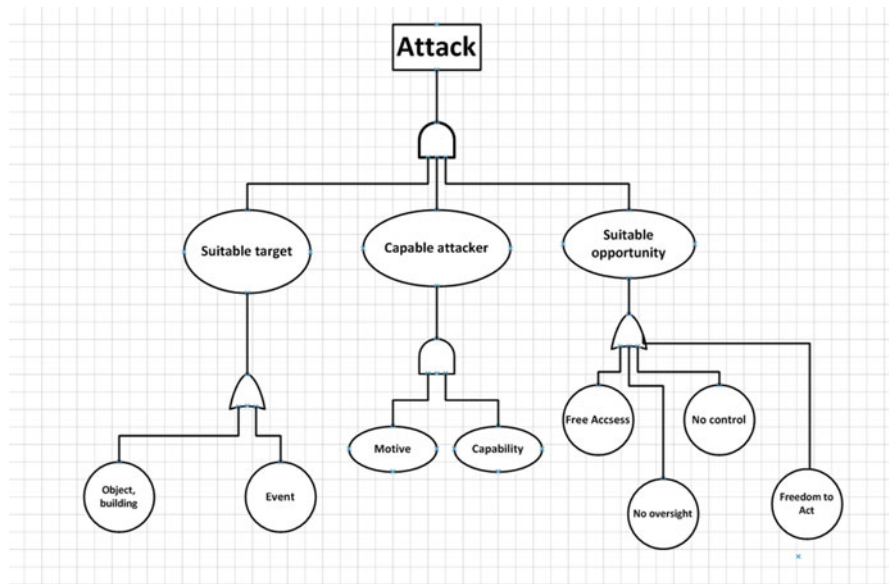 Attack
Suitable target
Capable attacker
Suitable
opportunity
Free Accsess
No control
Motive
Capability
Object,
building
Event
No oversight
Freedom to
Act